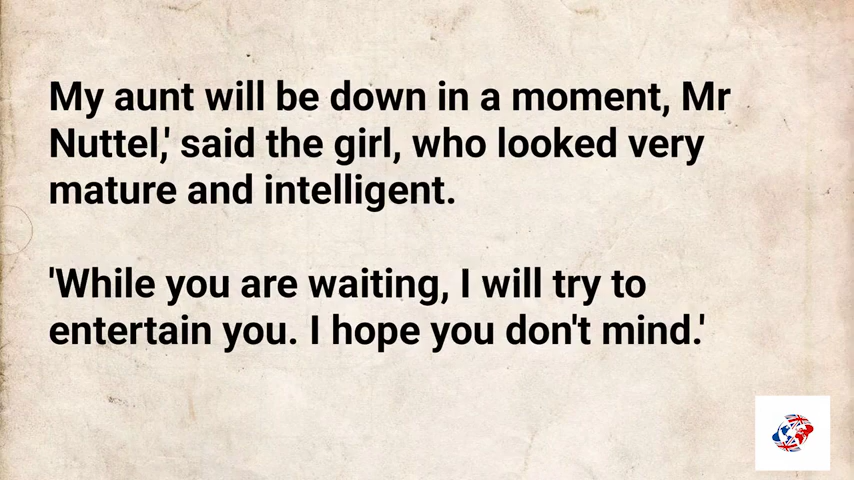 My aunt will be down in a moment, Mr
Nuttel,' said the girl, who looked very
mature and intelligent.
'While you are waiting, I will try to
entertain you. I hope you don't mind.'